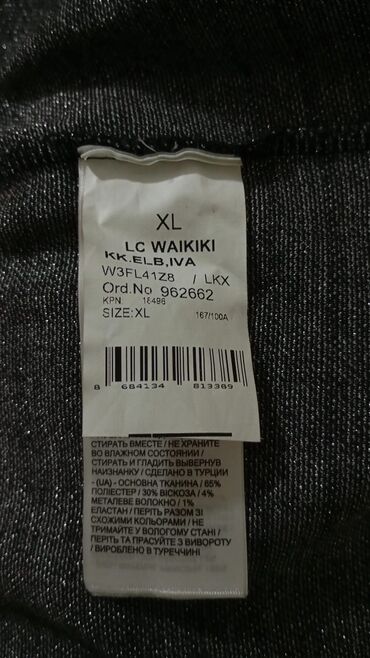 XL
LC WAIKIKI
KK.ELB,IVA
W3FL41Z8 / LKX
Ord.No 962662
KPN: 18496
SIZE:XL 167/100A
8 684134 813389
СТИРАТЬ ВМЕСТЕ / НЕ ХРАНИТЕ
ВО ВЛАЖНОМ СОСТОЯНИИ /
СТИРАТЬ И ГЛАДИТЬ ВЫВЕРНУВ
НАИЗНАНКУ / СДЕЛАНО В ТУРЦИИ
- (UA) - ОСНОВНА ТКАНИНА / 65%
ПОЛІЕСТЕР / 30% ВІСКОЗА / 4%
МЕТАЛЕВЕ ВОЛОКНО / 1%
ЕЛАСТАН / ПЕРІТЬ РАЗОМ ЗІ
СХОЖИМИ КОЛЬОРАМИ / НЕ
ТРИМАЙТЕ У ВОЛОГОМУ СТАНІ /
ПЕРІТЬ ТА ПРАСУЙТЕ З ВИВОРОТУ
/ ВИРОБЛЕНО В ТУРЕЧЧИНІ